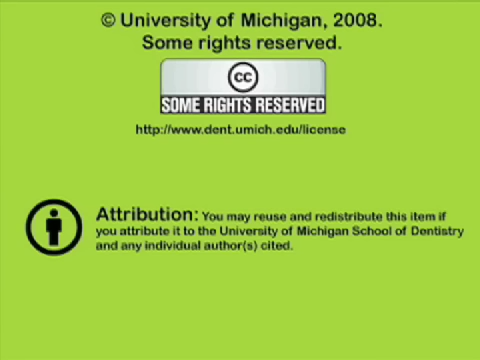 © University of Michigan, 2008.
Some rights reserved.
cc
SOME RIGHTS RESERVED
http://www.dent.umich.edu/license
Attribution: You may reuse and redistribute this item if
you attribute it to the University of Michigan School of Dentistry
and any individual author(s) cited.